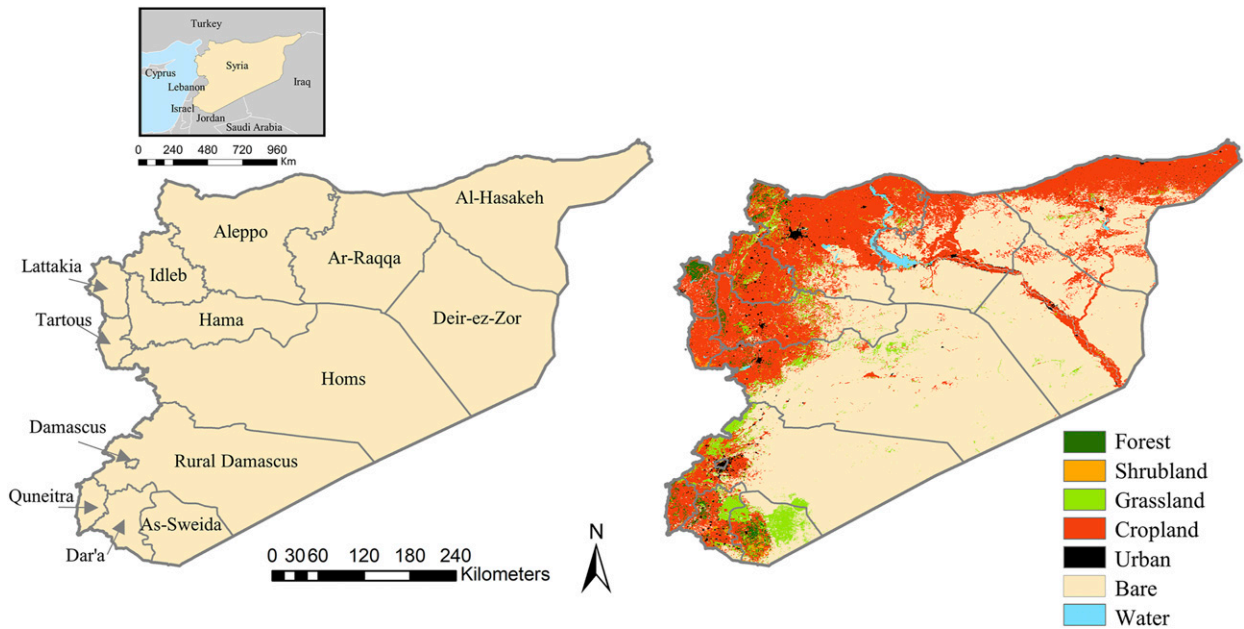 Turkey
Cyprus
Syria
Lebanon
Iraq
Israel
Jordan
Saudi Arabia
0 240 480 720 960
Km
Al-Hasakeh
Aleppo
Ar-Raqqa
Idleb
Lattakia
Tartous
Hama
Deir-ez-Zor
Homs
Damascus
Rural Damascus
Quneitra
As-Sweida
Dar'a
N
0 30 60 120 180 240
Kilometers
Forest
Shrubland
Grassland
Cropland
Urban
Bare
Water